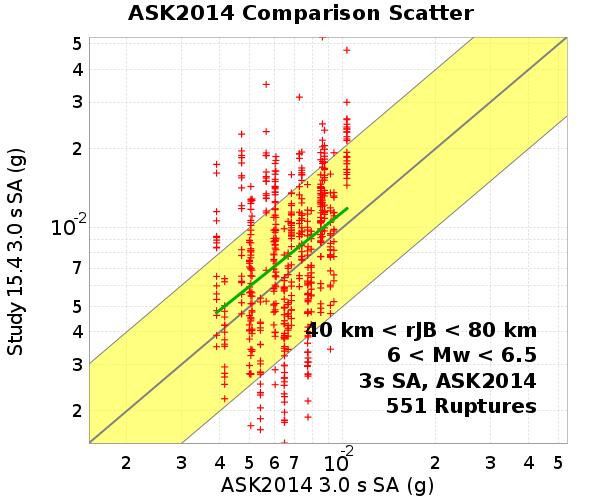 ASK2014 Comparison Scatter
5
4
3
2
10-2
7
5
4
3
2
Study 15.4 3.0 s SA (g)
40 km < rJB < 80 km
6 < Mw < 6.5
3s SA, ASK2014
551 Ruptures
2 3 4 5 6 7 10-2 2 3 4 5
ASK2014 3.0 s SA (g)